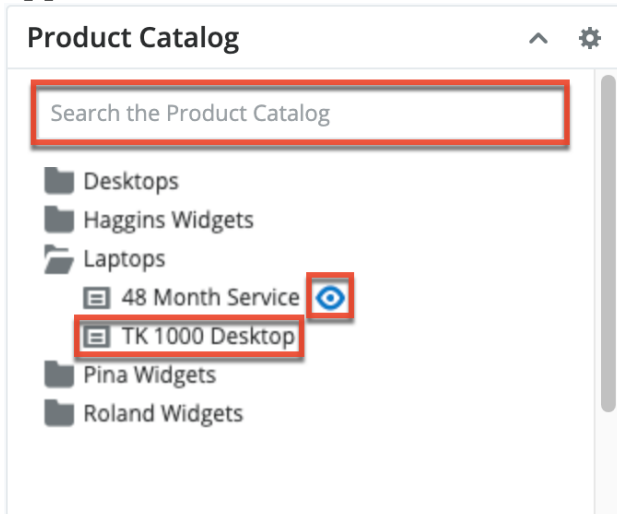 Product Catalog
Search the Product Catalog
Desktops
Haggins Widgets
Laptops
48 Month Service
TK 1000 Desktop
Pina Widgets
Roland Widgets